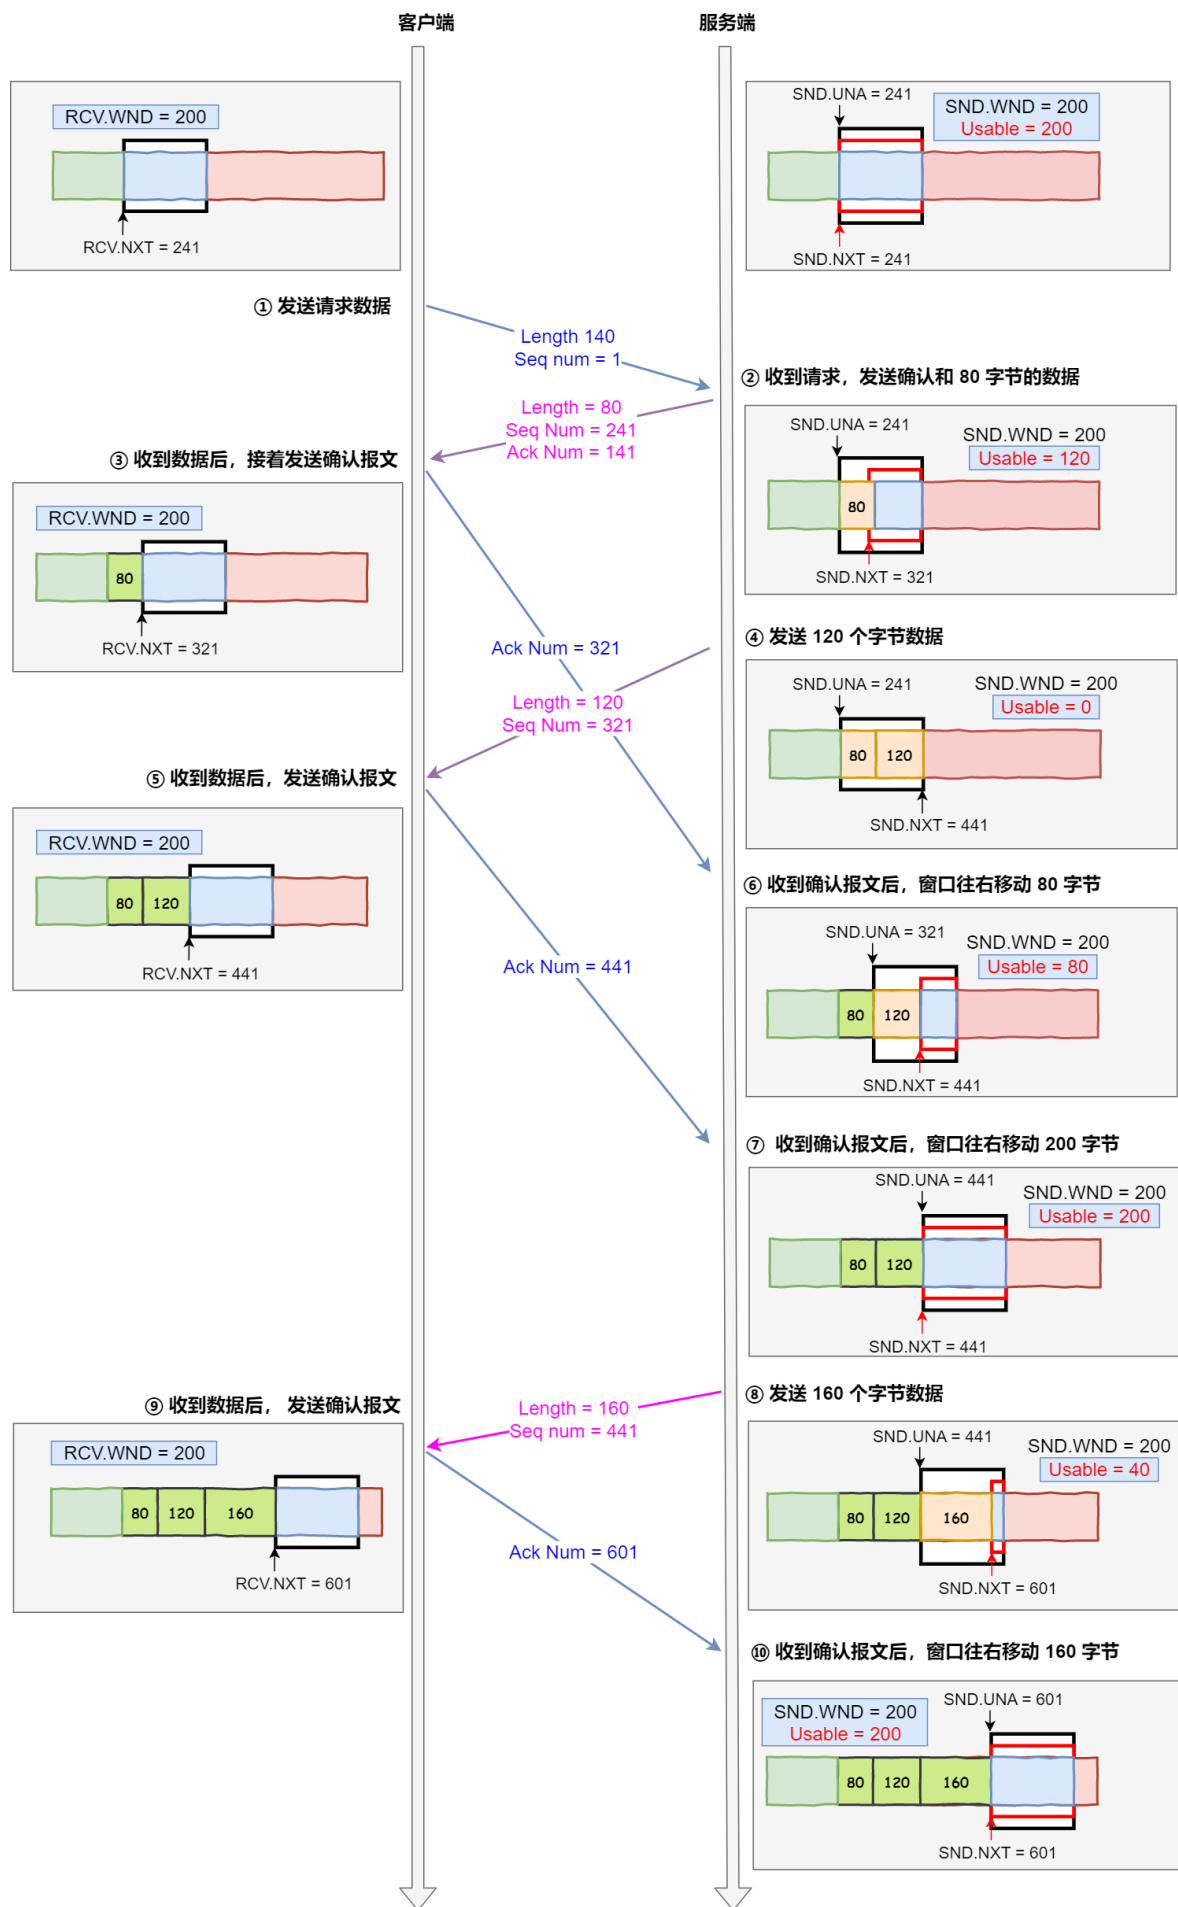 客户端
服务端
RCV.WND = 200
RCV.NXT = 241
SND.UNA = 241
SND.WND = 200
Usable = 200
SND.NXT = 241
① 发送请求数据
Length 140
Seq num = 1
② 收到请求，发送确认和 80 字节的数据
Length = 80
Seq Num = 241
Ack Num = 141
SND.UNA = 241
SND.WND = 200
Usable = 120
80
SND.NXT = 321
③ 收到数据后，接着发送确认报文
RCV.WND = 200
80
RCV.NXT = 321
Ack Num = 321
④ 发送 120 个字节数据
SND.UNA = 241
SND.WND = 200
Usable = 0
80
120
SND.NXT = 441
Length = 120
Seq Num = 321
⑤ 收到数据后，发送确认报文
RCV.WND = 200
80
120
RCV.NXT = 441
Ack Num = 441
⑥ 收到确认报文后，窗口往右移动 80 字节
SND.UNA = 321
SND.WND = 200
Usable = 80
80
120
SND.NXT = 441
⑦ 收到确认报文后，窗口往右移动 200 字节
SND.UNA = 441
SND.WND = 200
Usable = 200
80
120
SND.NXT = 441
⑧ 发送 160 个字节数据
Length = 160
Seq num = 441
SND.UNA = 441
SND.WND = 200
Usable = 40
80
120
160
SND.NXT = 601
⑨ 收到数据后， 发送确认报文
RCV.WND = 200
80
120
160
RCV.NXT = 601
Ack Num = 601
⑩ 收到确认报文后，窗口往右移动 160 字节
SND.UNA = 601
SND.WND = 200
Usable = 200
80
120
160
SND.NXT = 601